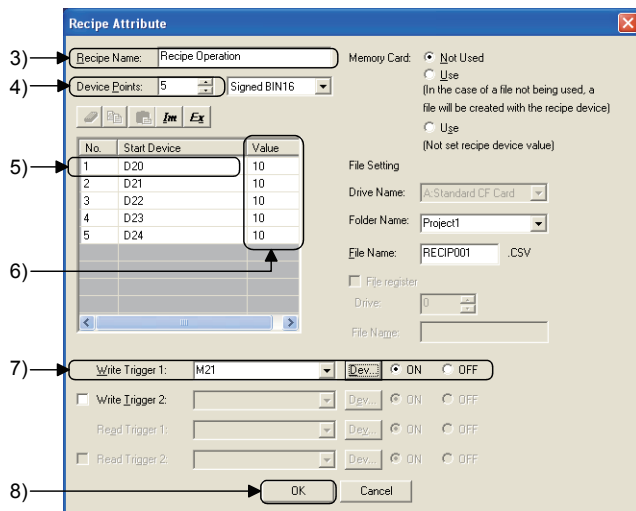 Recipe Attribute
3) Recipe Name: Recipe Operation
Memory Card: Not Used
4) Device Points: 5 Signed BIN16
Use
(In the case of a file not being used, a
file will be created with the recipe device)
Im Ex
Use
(Not set recipe device value)
No. Start Device Value
5) 1 D20 10
2 D21 10
3 D22 10
4 D23 10
5 D24 10
6)
File Setting
Drive Name: A:Standard CF Card
Folder Name: Project1
File Name: RECIP001 .CSV
File register
Drive: 0
File Name:
7) Write Trigger 1: M21 Dev... ON OFF
Write Trigger 2: Dev... ON OFF
Read Trigger 1: Dev... ON OFF
Read Trigger 2: Dev... ON OFF
8) OK Cancel